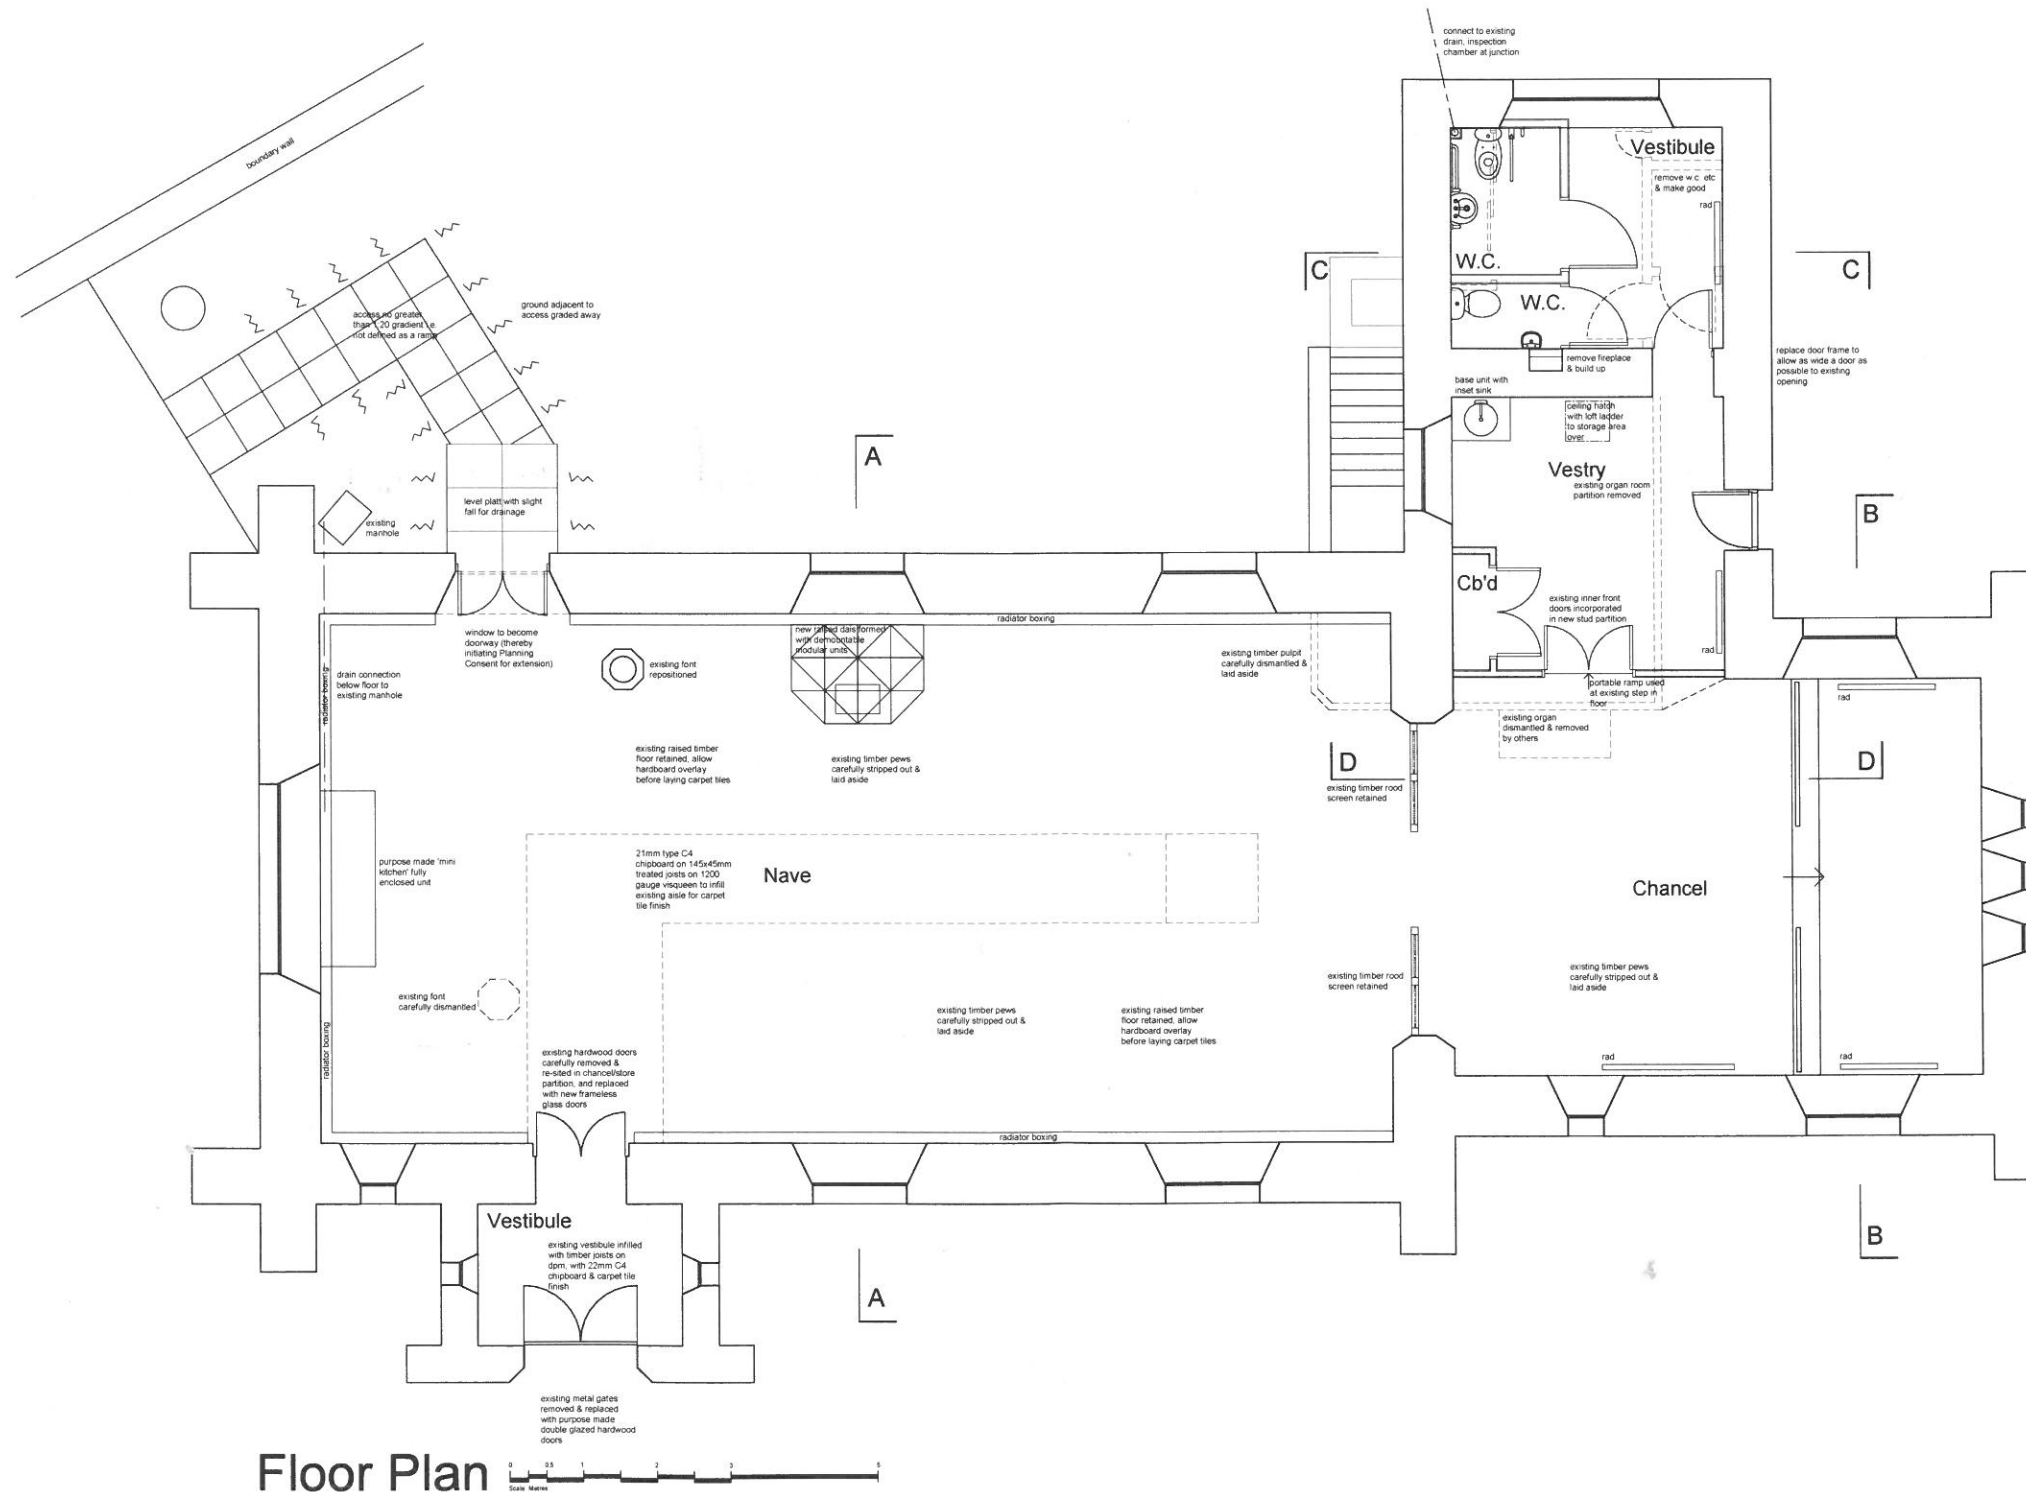 connect to existing
drain, inspection
chamber at junction
boundary wall
Vestibule
remove w.c etc
& make good
rad
W.C.
W.C.
C
C
ground adjacent to
access graded away
access no greater
than 1:20 gradient i.e.
not defined as a ramp
remove fireplace
& build up
replace door frame to
allow as wide a door as
possible to existing
opening
base unit with
inset sink
ceiling hatch
with loft ladder
to storage area
over
A
Vestry
existing organ room
partition removed
level platt with slight
fall for drainage
existing
manhole
B
Cb'd
existing inner front
doors incorporated
in new stud partition
radiator boxing
rad
window to become
doorway (thereby
initiating Planning
Consent for extension)
new raised dais formed
with demountable
modular units
existing font
repositioned
existing timber pulpit
carefully dismantled &
laid aside
drain connection
below floor to
existing manhole
radiator boxing
portable ramp used
at existing step in
floor
rad
existing organ
dismantled & removed
by others
existing raised timber
floor retained, allow
hardboard overlay
before laying carpet tiles
existing timber pews
carefully stripped out &
laid aside
D
D
existing timber rood
screen retained
purpose made 'mini
kitchen' fully
enclosed unit
21mm type C4
chipboard on 145x45mm
treated joists on 1200
gauge visqueen to infill
existing aisle for carpet
tile finish
Nave
Chancel
existing font
carefully dismantled
existing timber rood
screen retained
existing timber pews
carefully stripped out &
laid aside
existing timber pews
carefully stripped out &
laid aside
existing raised timber
floor retained, allow
hardboard overlay
before laying carpet tiles
radiator boxing
existing hardwood doors
carefully removed &
re-sited in chancel/store
partition, and replaced
with new frameless
glass doors
rad
rad
radiator boxing
Vestibule
existing vestibule infilled
with timber joists on
dpm, with 22mm C4
chipboard & carpet tile
finish
A
B
existing metal gates
removed & replaced
with purpose made
double glazed hardwood
doors
Floor Plan
0 0.5 1 2 3 5
Scale Metres